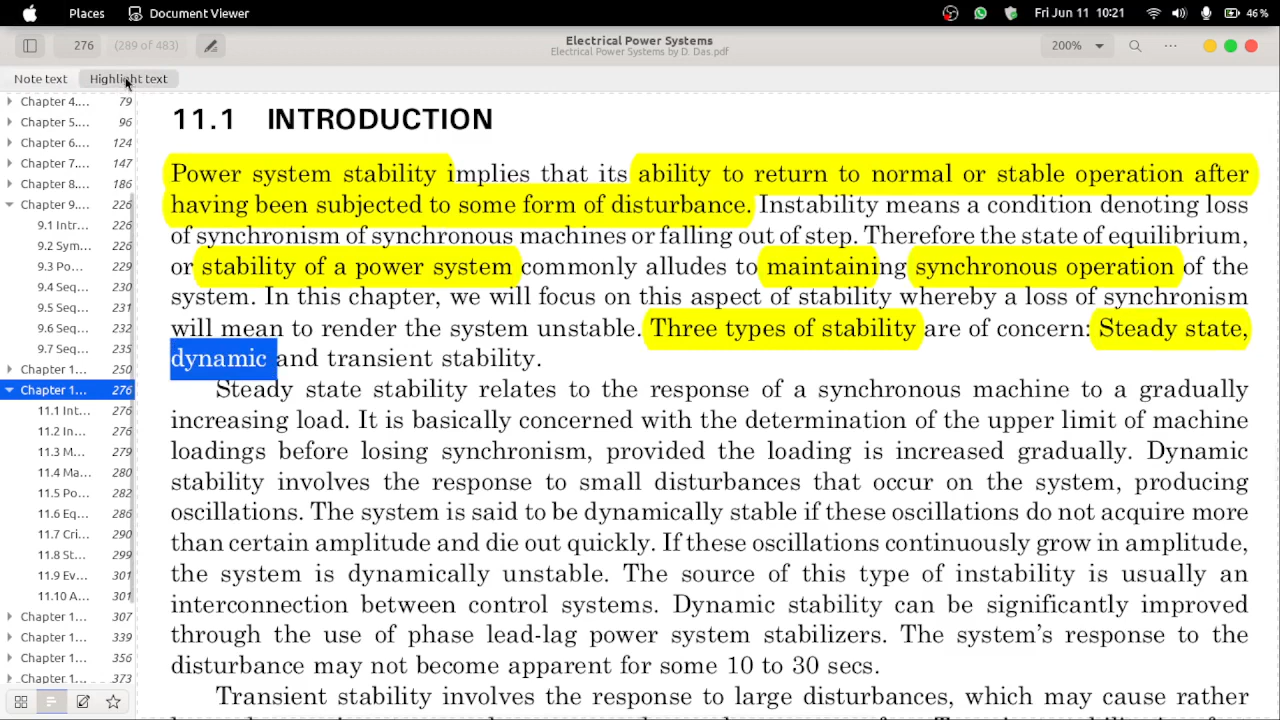 Places Document Viewer Fri Jun 11 10:21 46 %
276 (289 of 483) Electrical Power Systems 200%
Electrical Power Systems by D. Das.pdf
Note text Highlight text
Chapter 4.... 79
Chapter 5.... 96
Chapter 6.... 124
Chapter 7.... 147
Chapter 8.... 186
Chapter 9.... 226
9.1 Intr... 226
9.2 Sym... 226
9.3 Po... 229
9.4 Seq... 230
9.5 Seq... 231
9.6 Seq... 232
9.7 Seq... 235
Chapter 1... 250
Chapter 1... 276
11.1 Int... 276
11.2 In... 276
11.3 M... 279
11.4 Ma... 280
11.5 Po... 282
11.6 Eq... 286
11.7 Cri... 290
11.8 St... 299
11.9 Ev... 301
11.10 A... 301
Chapter 1... 307
Chapter 1... 339
Chapter 1... 356
Chapter 1... 373
11.1 INTRODUCTION
Power system stability implies that its ability to return to normal or stable operation after
having been subjected to some form of disturbance. Instability means a condition denoting loss
of synchronism of synchronous machines or falling out of step. Therefore the state of equilibrium,
or stability of a power system commonly alludes to maintaining synchronous operation of the
system. In this chapter, we will focus on this aspect of stability whereby a loss of synchronism
will mean to render the system unstable. Three types of stability are of concern: Steady state,
dynamic and transient stability.
Steady state stability relates to the response of a synchronous machine to a gradually
increasing load. It is basically concerned with the determination of the upper limit of machine
loadings before losing synchronism, provided the loading is increased gradually. Dynamic
stability involves the response to small disturbances that occur on the system, producing
oscillations. The system is said to be dynamically stable if these oscillations do not acquire more
than certain amplitude and die out quickly. If these oscillations continuously grow in amplitude,
the system is dynamically unstable. The source of this type of instability is usually an
interconnection between control systems. Dynamic stability can be significantly improved
through the use of phase lead-lag power system stabilizers. The system's response to the
disturbance may not become apparent for some 10 to 30 secs.
Transient stability involves the response to large disturbances, which may cause rather